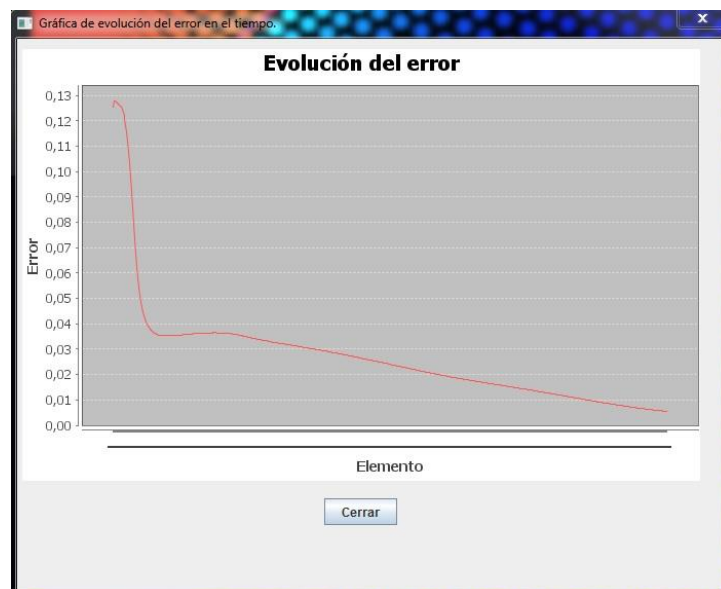 Gráfica de evolución del error en el tiempo.
x
Evolución del error
0,13
0,12
0,11
0,10
0,09
0,08
0,07
0,06
0,05
0,04
0,03
0,02
0,01
0,00
Error
Elemento
Cerrar